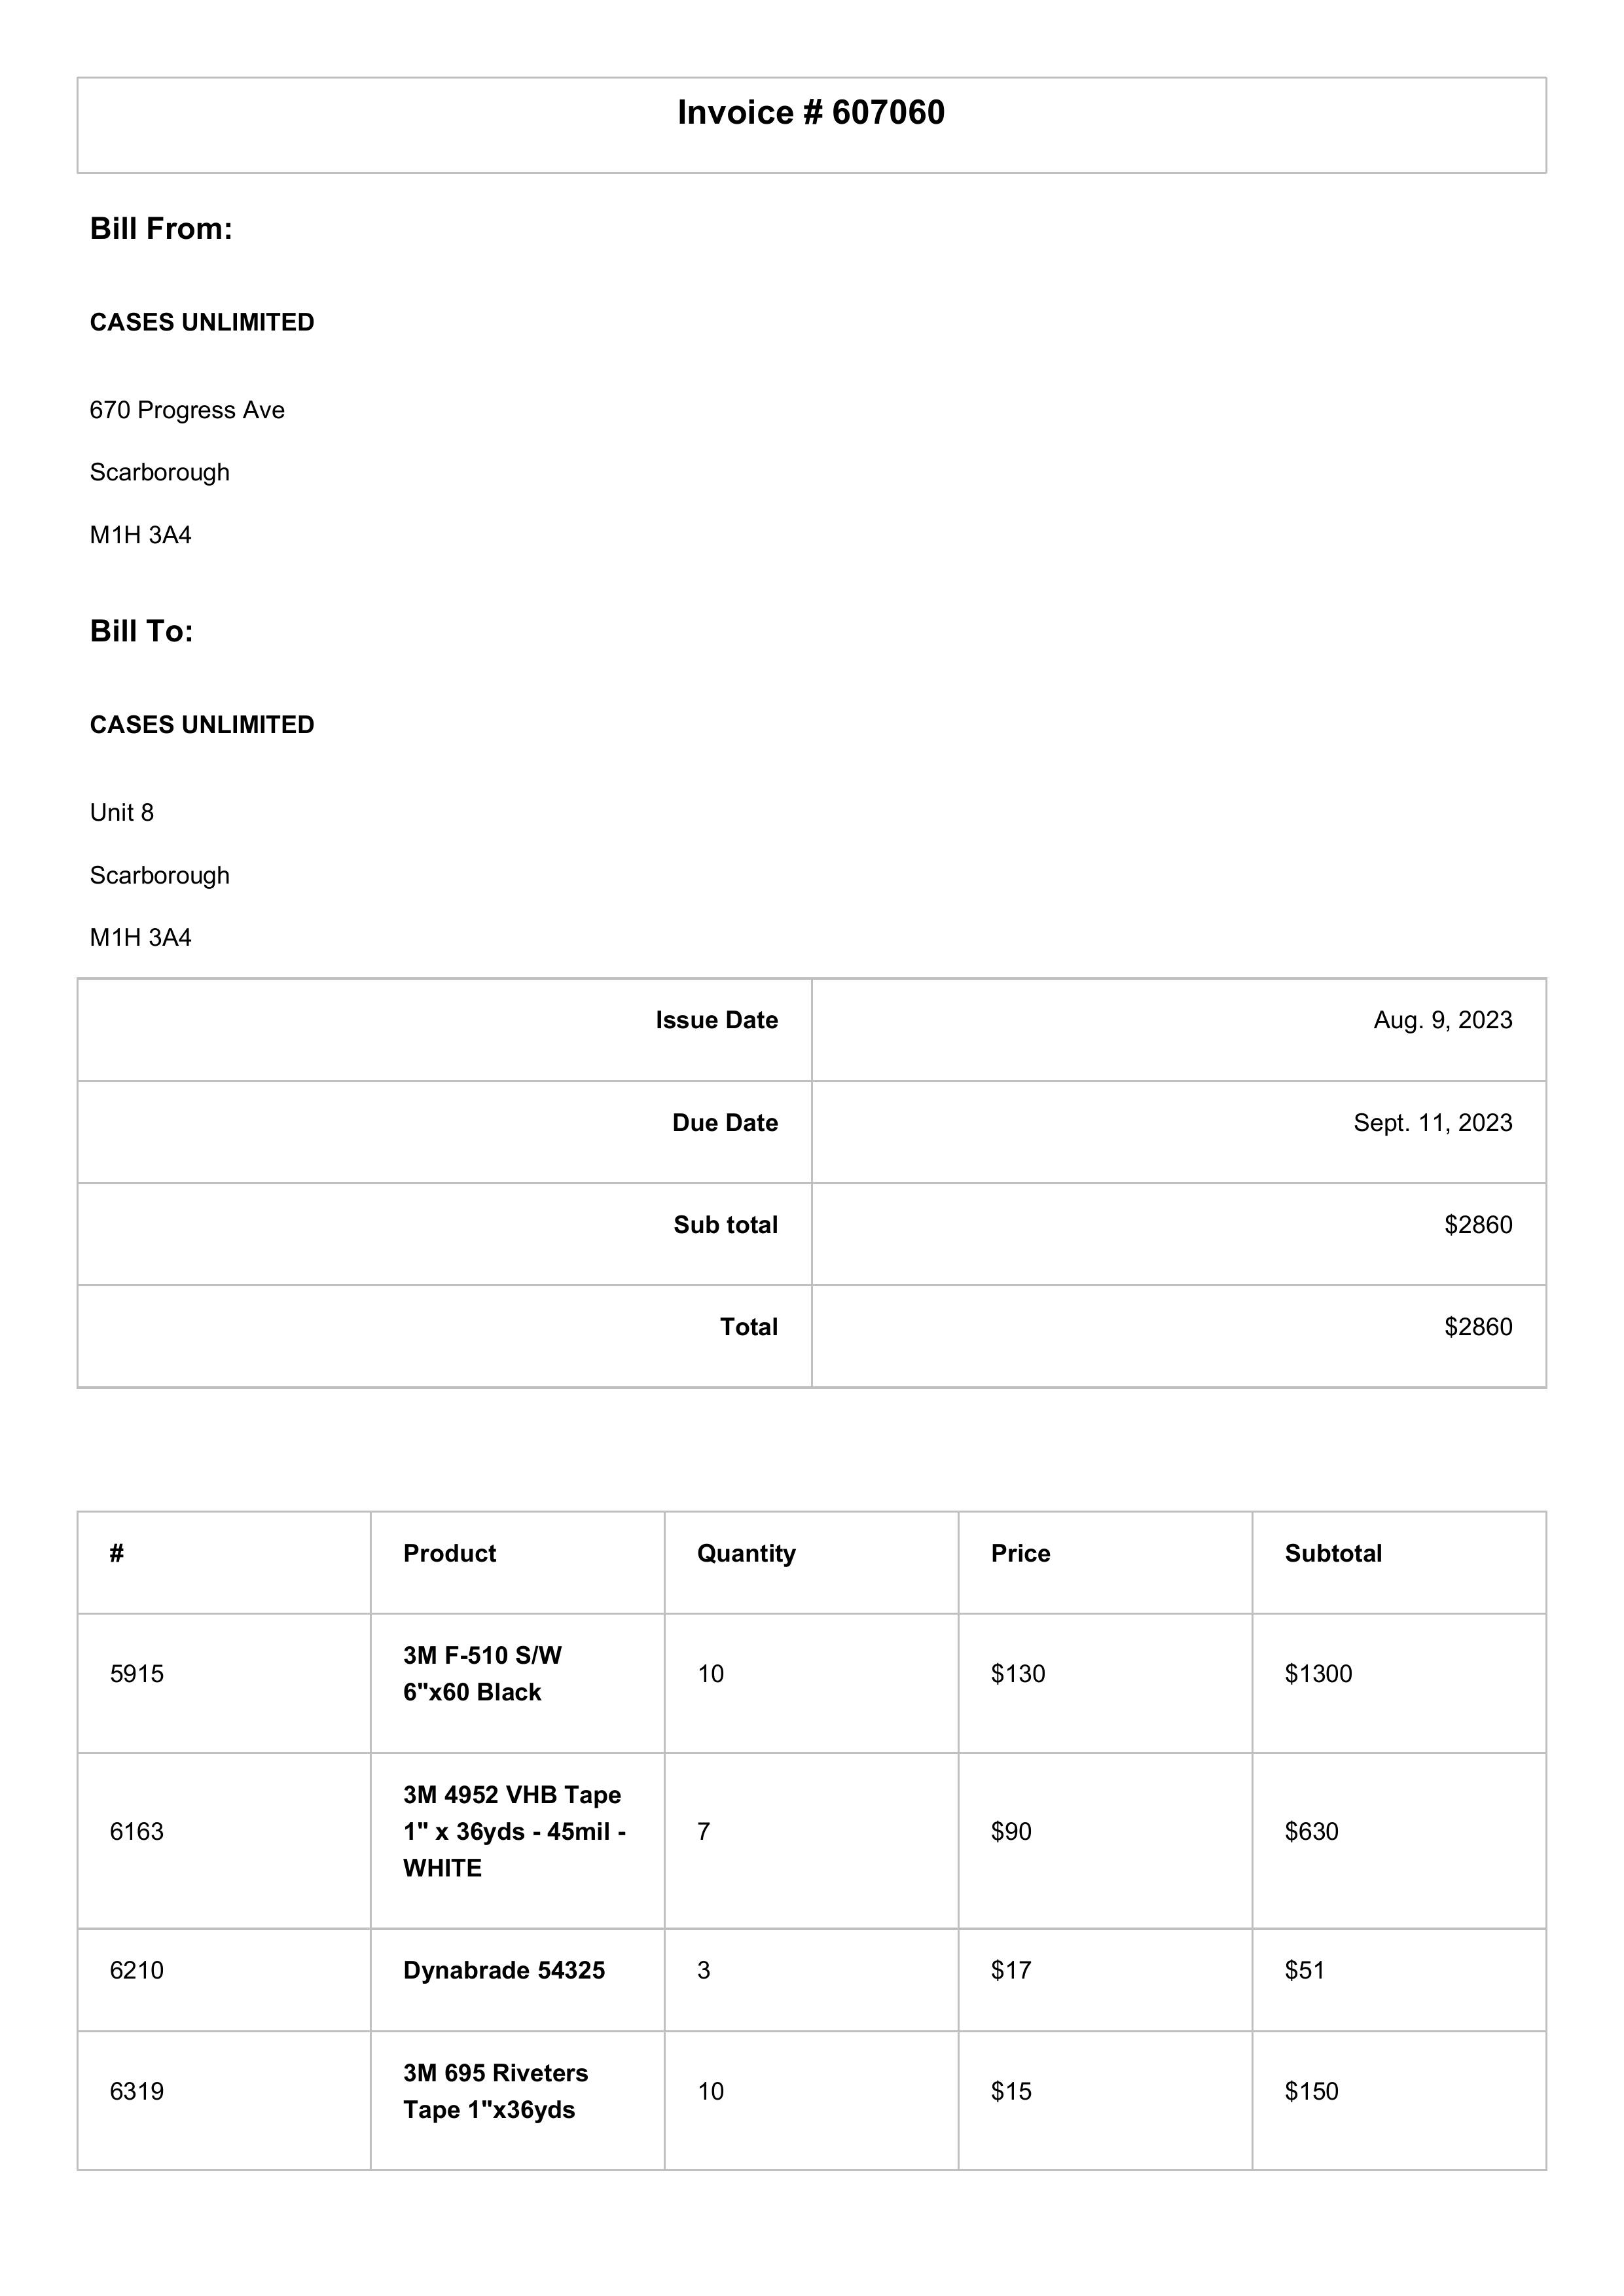 Invoice # 607060
Bill From:
CASES UNLIMITED
670 Progress Ave
Scarborough
M1H 3A4
Bill To:
CASES UNLIMITED
Unit 8
Scarborough
M1H 3A4
Issue Date Aug. 9, 2023
Due Date Sept. 11, 2023
Sub total $2860
Total $2860
# Product Quantity Price Subtotal
5915 3M F-510 S/W 10 $130 $1300
6"x60 Black
3M 4952 VHB Tape
6163 1" x 36yds - 45mil - 7 $90 $630
WHITE
6210 Dynabrade 54325 3 $17 $51
6319 3M 695 Riveters 10 $15 $150
Tape 1"x36yds